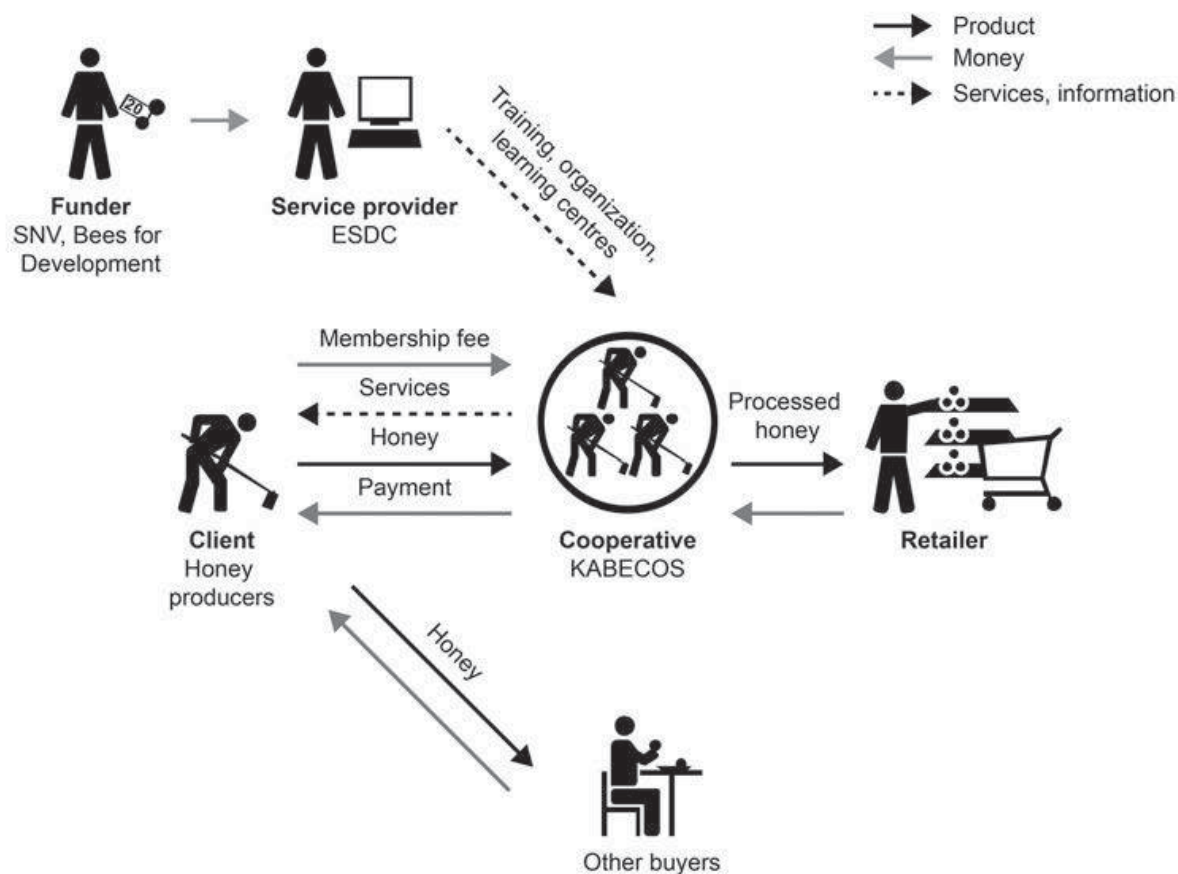 Product
Money
Services, information
20
Funder
SNV, Bees for
Development
Service provider
ESDC
Training, organization,
learning centres
Membership fee
Services
Honey
Payment
Client
Honey
producers
Cooperative
KABECOS
Processed
honey
Retailer
Honey
Other buyers